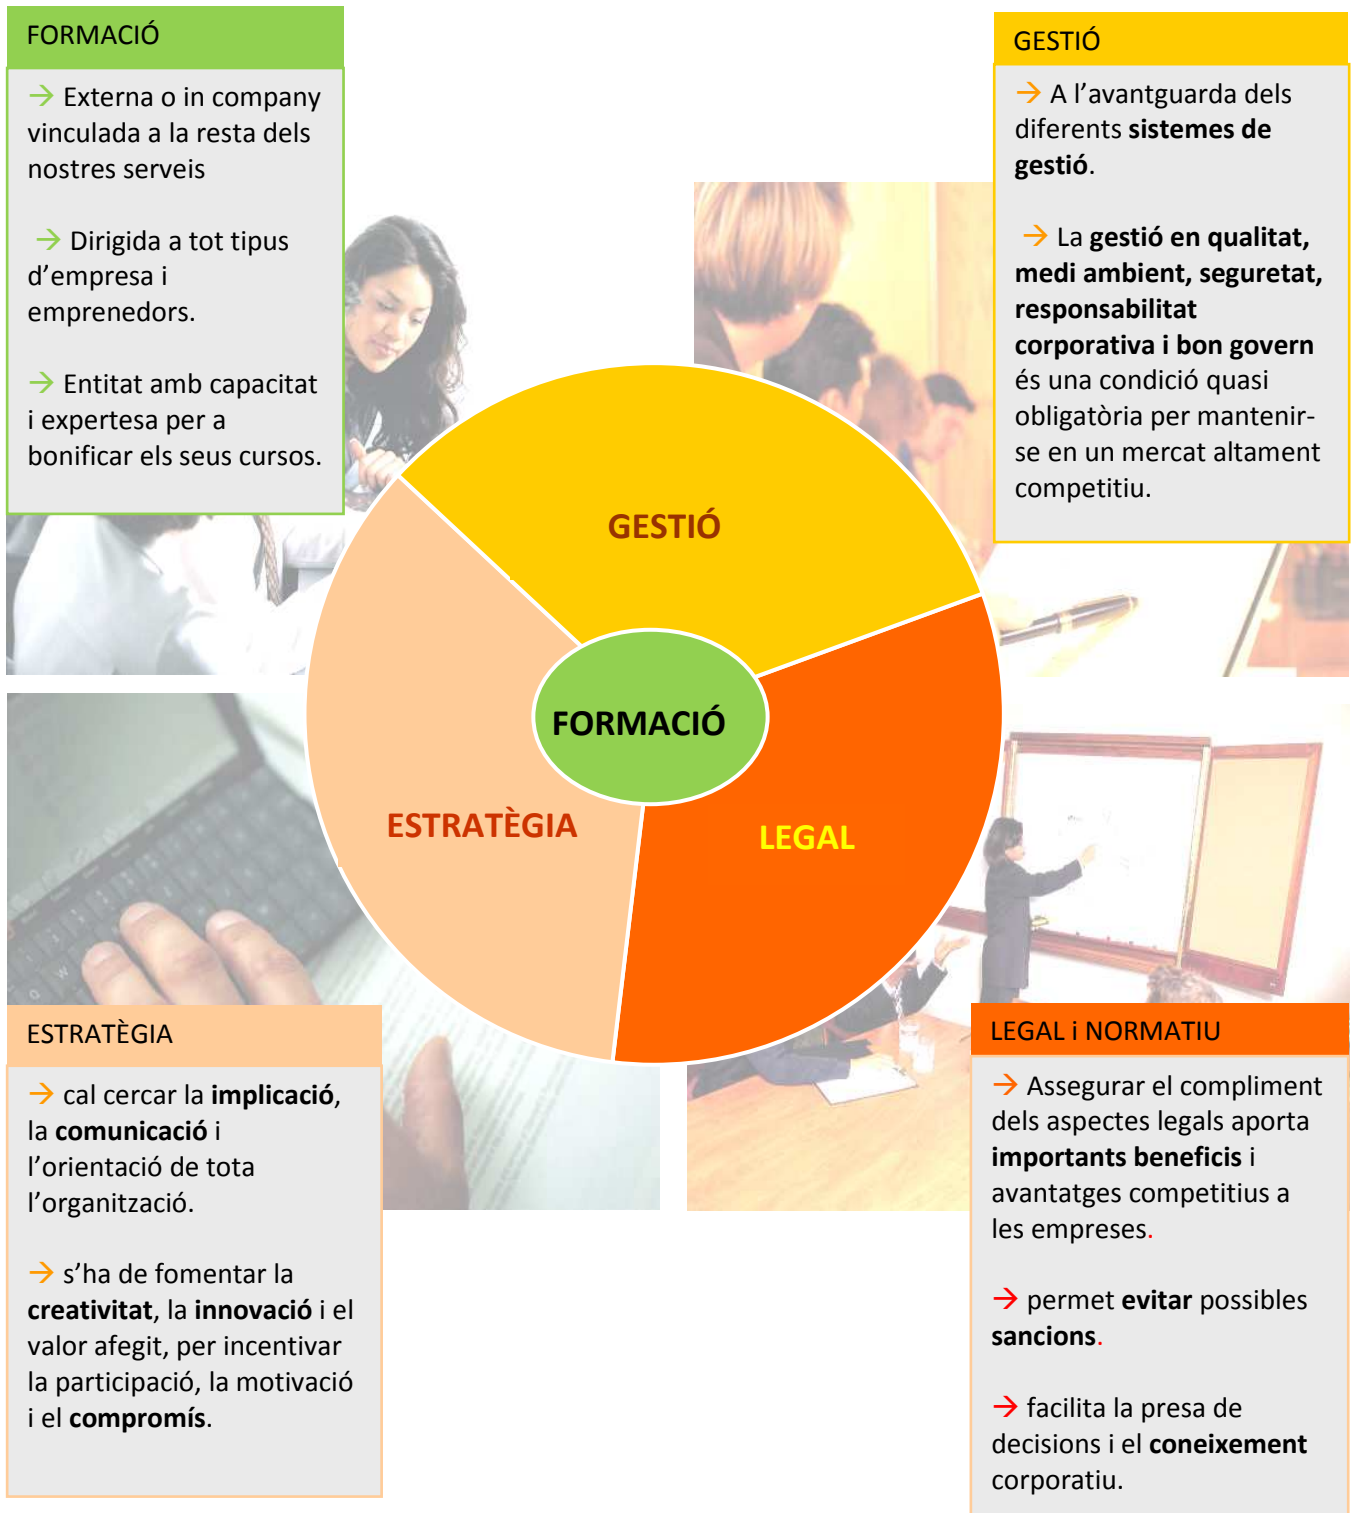 FORMACIÓ
→ Externa o in company
vinculada a la resta dels
nostres serveis
→ Dirigida a tot tipus
d’empresa i
emprenedors.
→ Entitat amb capacitat
i expertesa per a
bonificar els seus cursos.
GESTIÓ
→ A l’avantguarda dels
diferents sistemes de
gestió.
→ La gestió en qualitat,
medi ambient, seguretat,
responsabilitat
corporativa i bon govern
és una condició quasi
obligatòria per mantenir-
se en un mercat altament
competitiu.
GESTIÓ
FORMACIÓ
ESTRATÈGIA
LEGAL
ESTRATÈGIA
→ cal cercar la implicació,
la comunicació i
l’orientació de tota
l’organització.
→ s’ha de fomentar la
creativitat, la innovació i el
valor afegit, per incentivar
la participació, la motivació
i el compromís.
LEGAL i NORMATIU
→ Assegurar el compliment
dels aspectes legals aporta
importants beneficis i
avantatges competitius a
les empreses.
→ permet evitar possibles
sancions.
→ facilita la presa de
decisions i el coneixement
corporatiu.